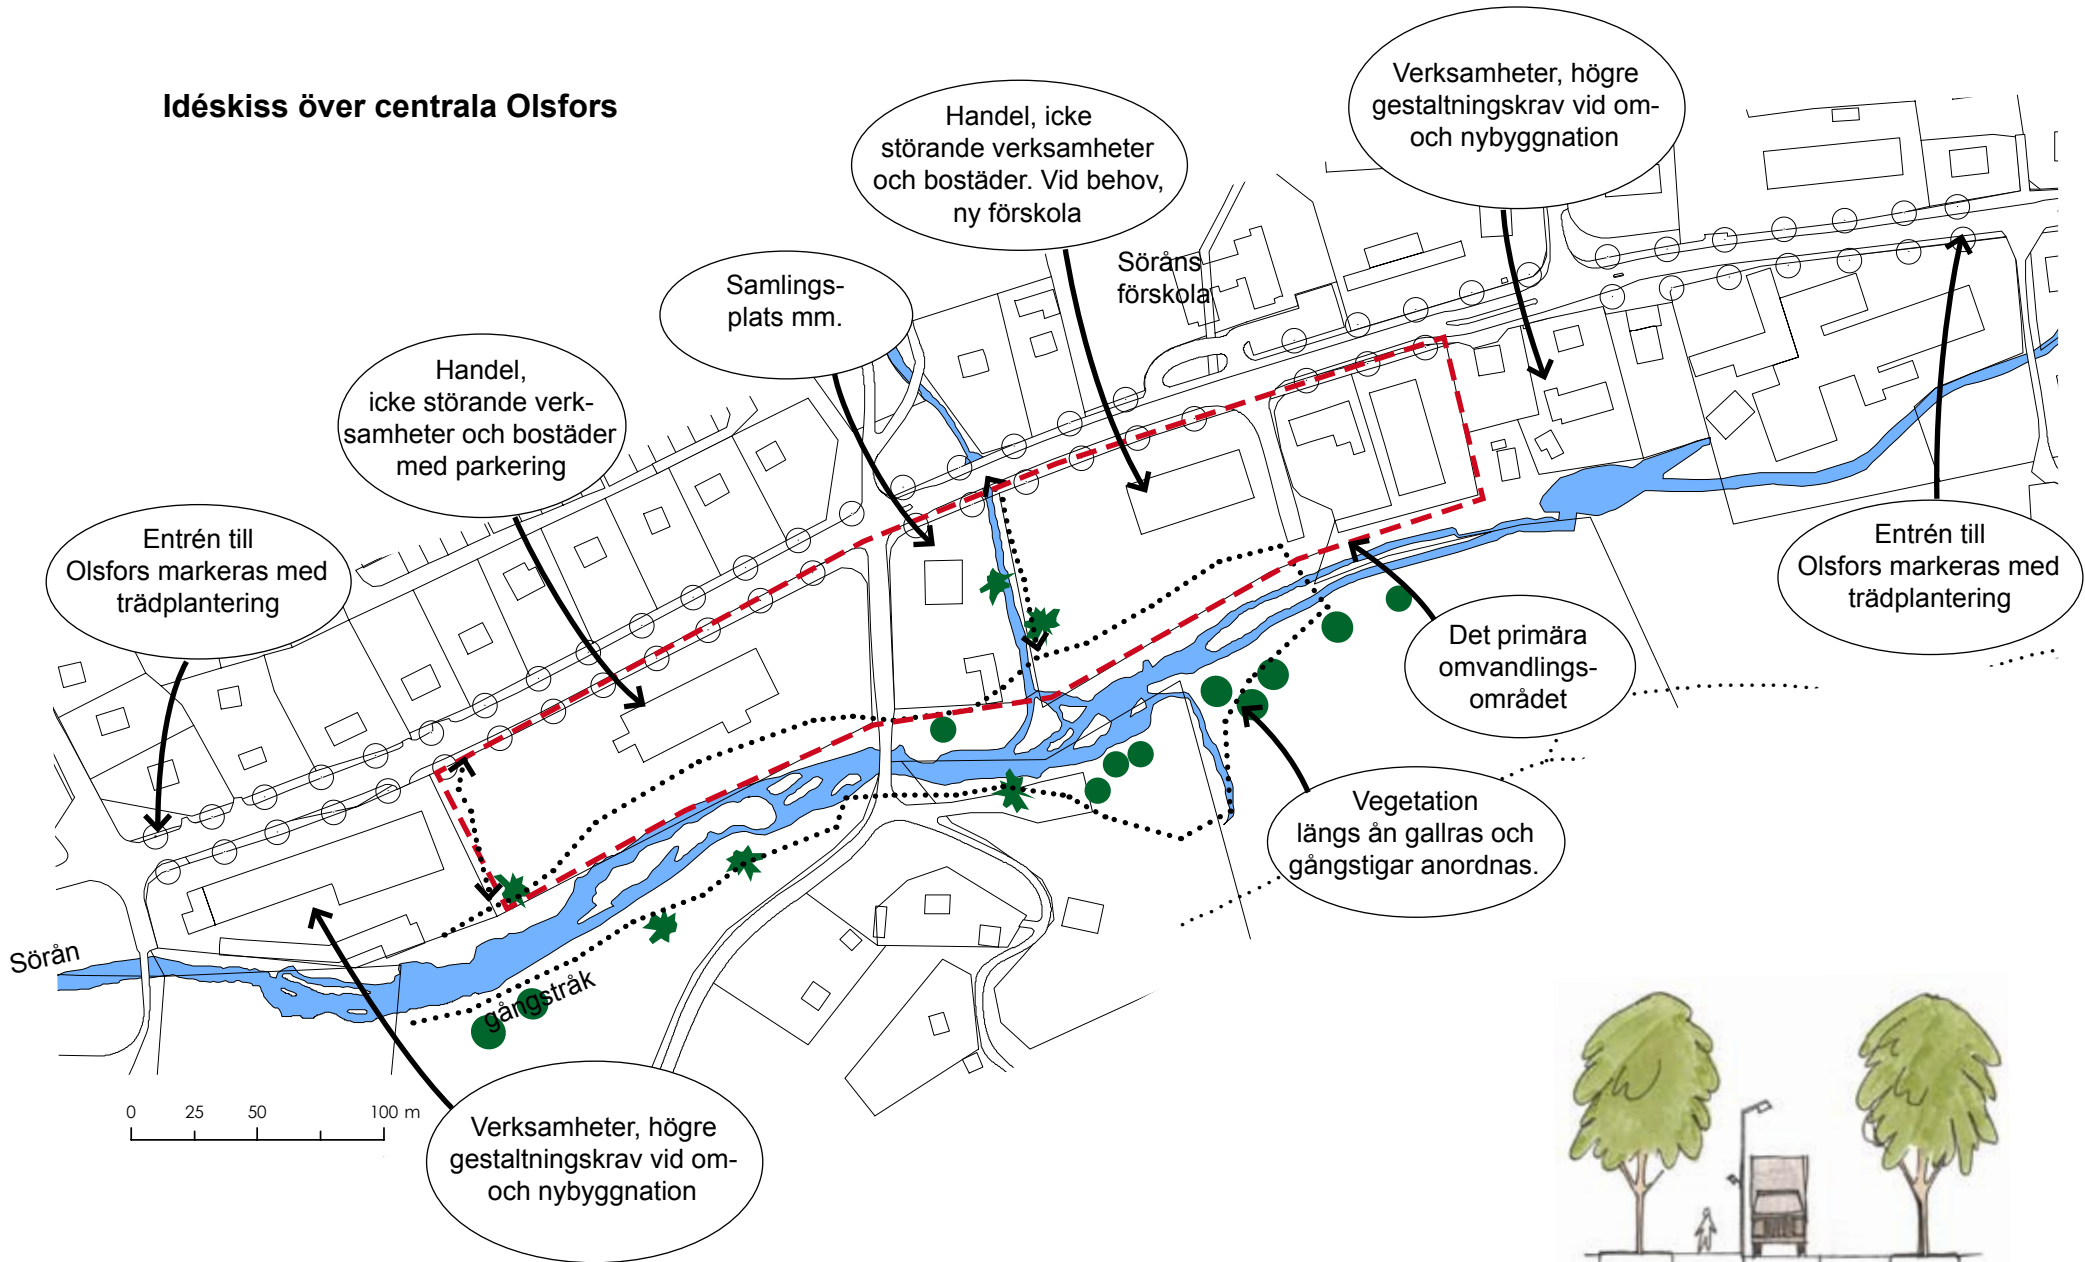 Idéskiss över centrala Olsfors
Verksamheter, högre
gestaltningskrav vid om-
och nybyggnation
Handel, icke
störande verksamheter
och bostäder. Vid behov,
ny förskola
Söråns
förskola
Samlings-
plats mm.
Handel,
icke störande verk-
samheter och bostäder
med parkering
Entrén till
Olsfors markeras med
trädplantering
Entrén till
Olsfors markeras med
trädplantering
Det primära
omvandlings-
området
Vegetation
längs ån gallras och
gångstigar anordnas.
Sörån
gångstråk
0 25 50 100 m
Verksamheter, högre
gestaltningskrav vid om-
och nybyggnation